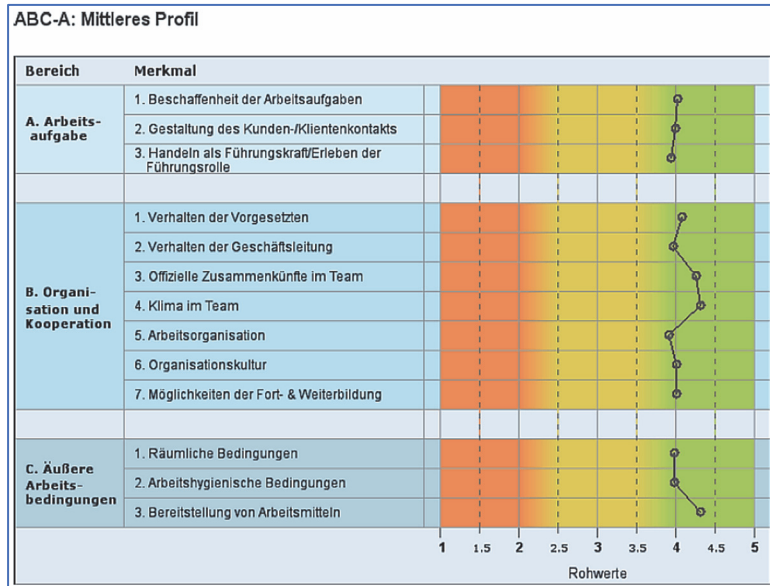 ABC-A: Mittleres Profil
Bereich Merkmal
A. Arbeits-
aufgabe
1. Beschaffenheit der Arbeitsaufgaben
2. Gestaltung des Kunden-/Klientenkontakts
3. Handeln als Führungskraft/Erleben der
Führungsrolle
B. Organi-
sation und
Kooperation
1. Verhalten der Vorgesetzten
2. Verhalten der Geschäftsleitung
3. Offizielle Zusammenkünfte im Team
4. Klima im Team
5. Arbeitsorganisation
6. Organisationskultur
7. Möglichkeiten der Fort- & Weiterbildung
C. Äußere
Arbeits-
bedingungen
1. Räumliche Bedingungen
2. Arbeitshygienische Bedingungen
3. Bereitstellung von Arbeitsmitteln
1 1.5 2 2.5 3 3.5 4 4.5 5
Rohwerte